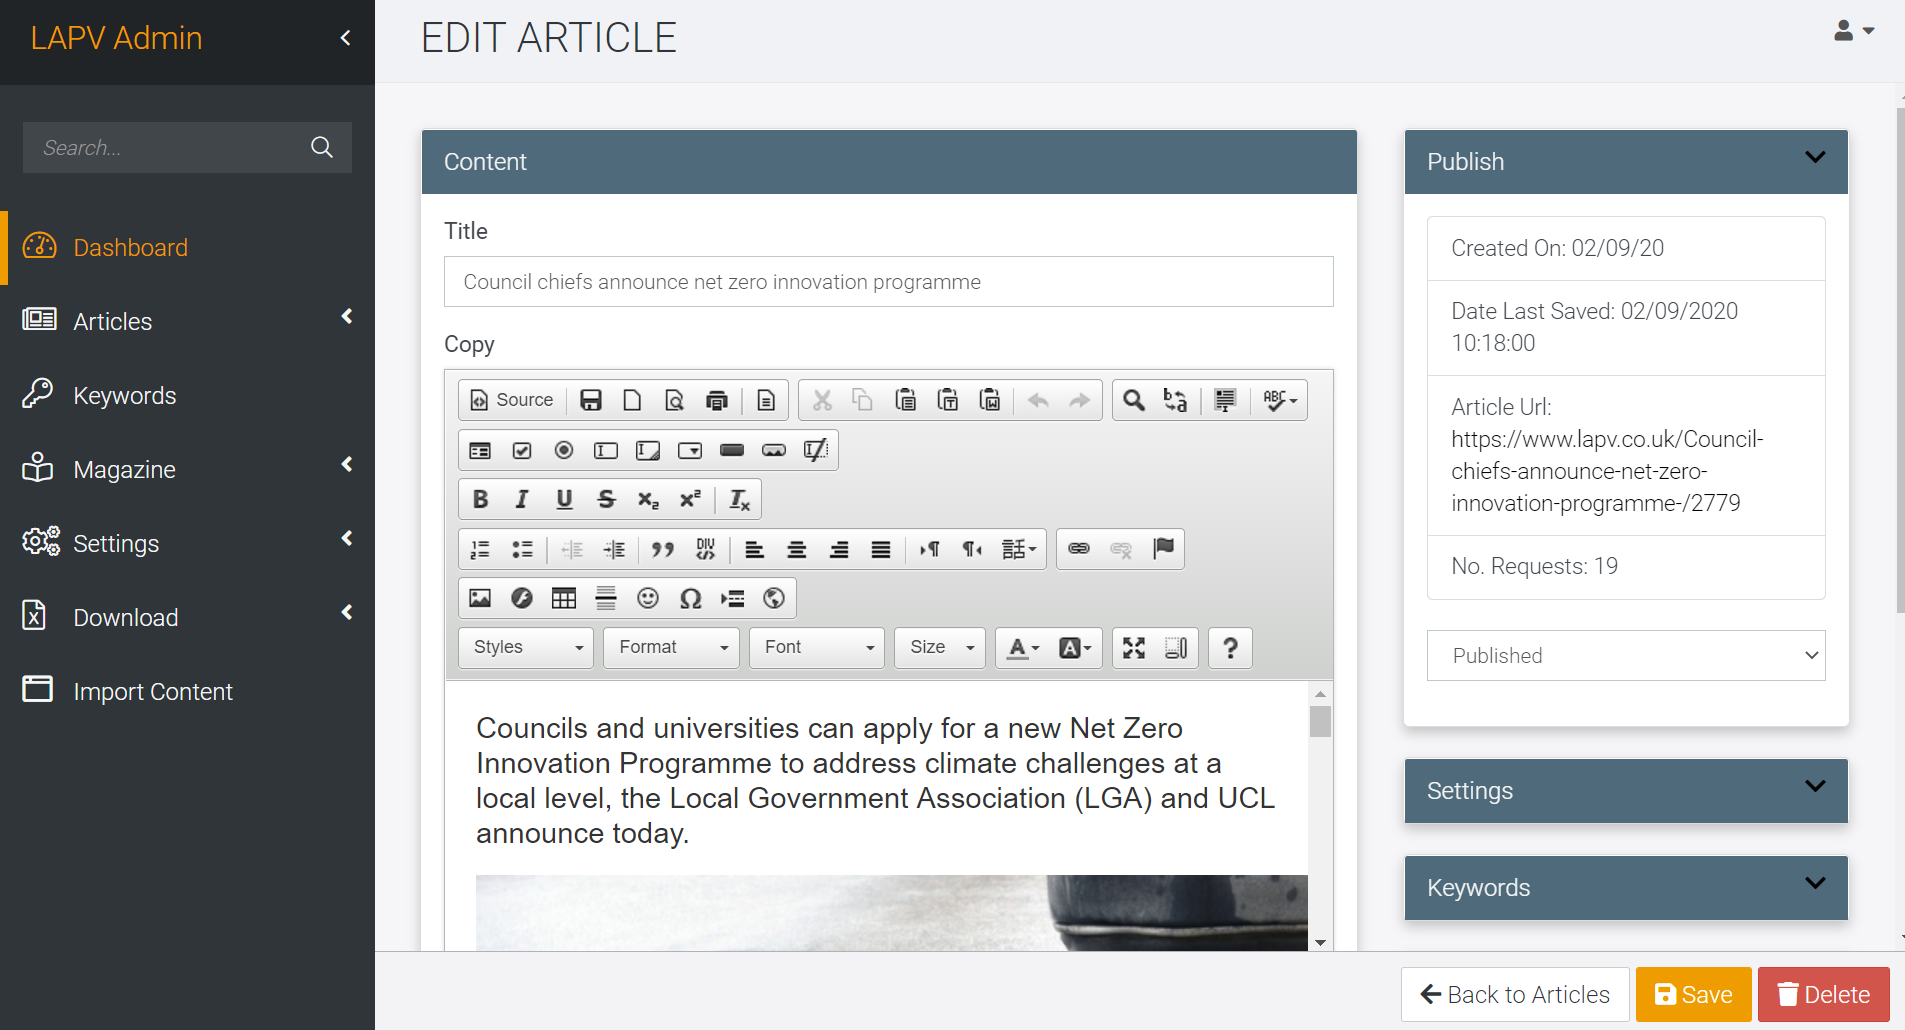 LAPV Admin
EDIT ARTICLE
Search...
Dashboard
Articles
Keywords
Magazine
Settings
Download
Import Content
Content
Title
Council chiefs announce net zero innovation programme
Copy
Source
ABC
DIV
話
Styles
Format
Font
Size
Councils and universities can apply for a new Net Zero
Innovation Programme to address climate challenges at a
local level, the Local Government Association (LGA) and UCL
announce today.
Publish
Created On: 02/09/20
Date Last Saved: 02/09/2020
10:18:00
Article Url:
https://www.lapv.co.uk/Council-
chiefs-announce-net-zero-
innovation-programme-/2779
No. Requests: 19
Published
Settings
Keywords
Back to Articles
Save
Delete